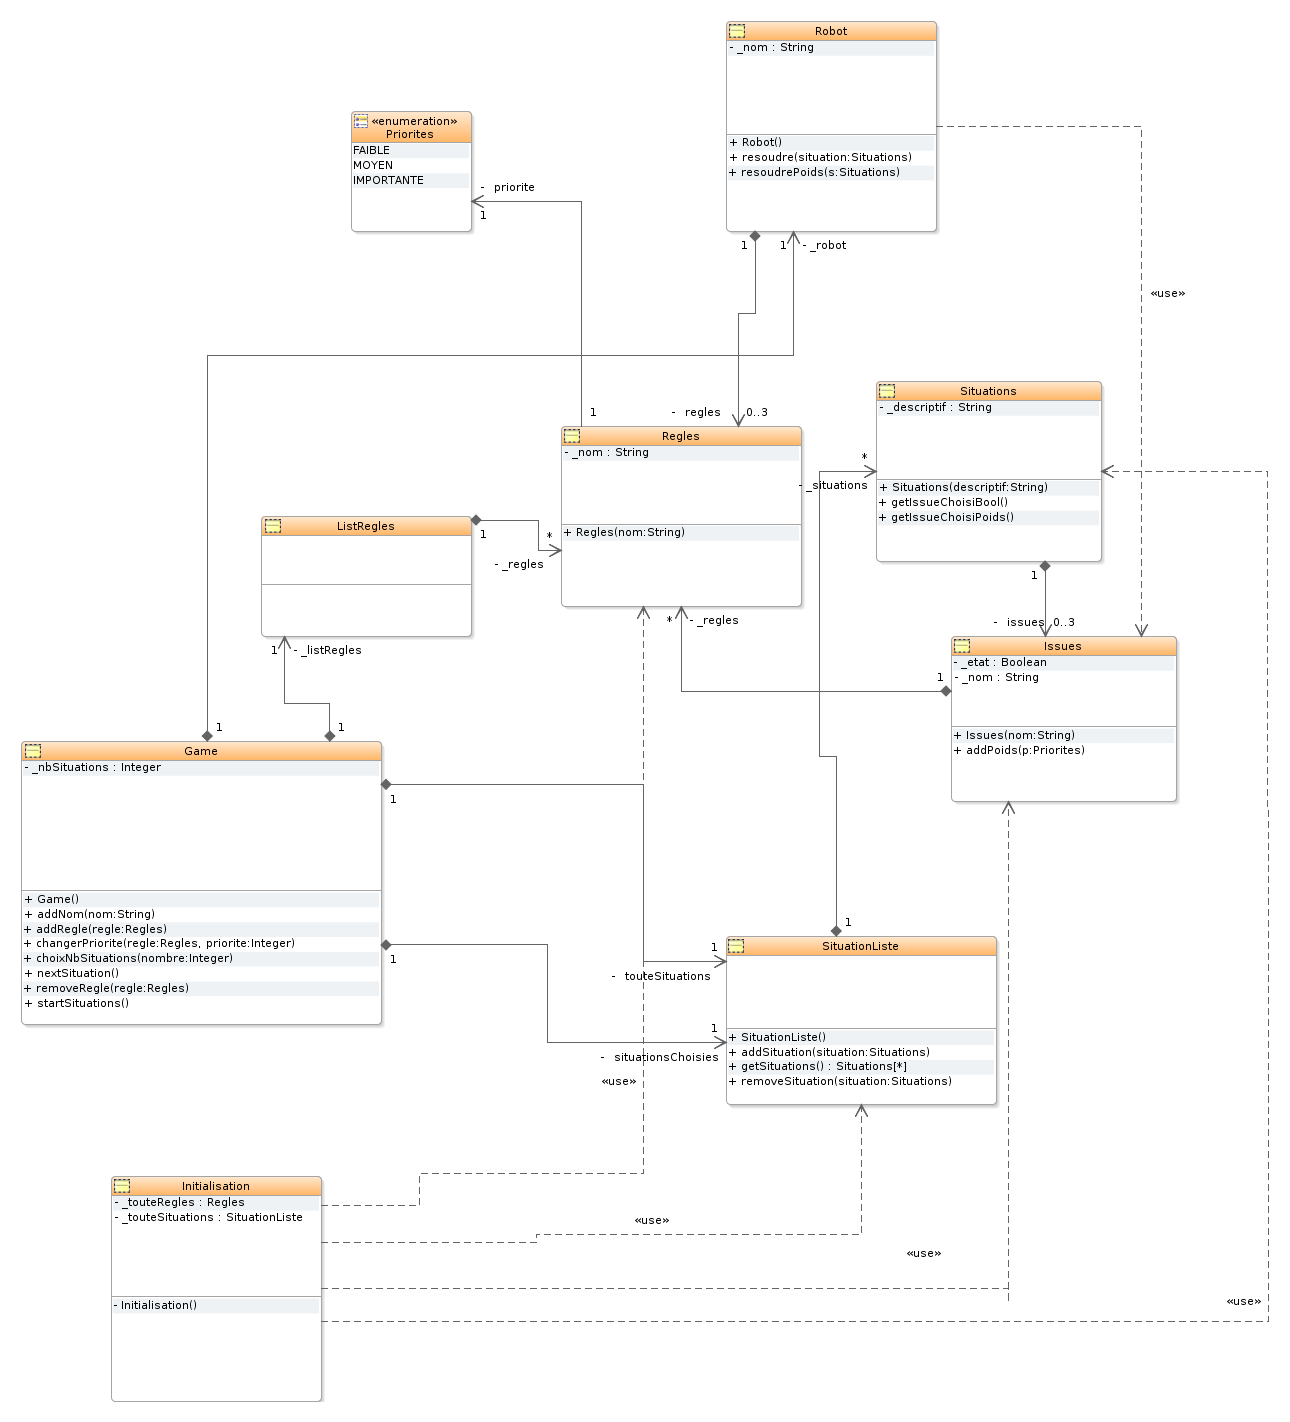 Robot
- _nom : String
+ Robot()
+ resoudre(situation:Situations)
+ resoudrePoids(s:Situations)
«enumeration»
Priorites
FAIBLE
MOYEN
IMPORTANTE
- priorite
1
1
1
- _robot
«use»
1
- regles
0..3
Regles
- _nom : String
+ Regles(nom:String)
Situations
- _descriptif : String
+ Situations(descriptif:String)
+ getIssueChoisiBool()
+ getIssueChoisiPoids()
*
- _situations
ListRegles
1
*
- _regles
1
- issues
0..3
*
- _regles
1
Issues
- _etat : Boolean
- _nom : String
+ Issues(nom:String)
+ addPoids(p:Priorites)
1
- _listRegles
1
1
Game
- _nbSituations : Integer
+ Game()
+ addNom(nom:String)
+ addRegle(regle:Regles)
+ changerPriorite(regle:Regles, priorite:Integer)
+ choixNbSituations(nombre:Integer)
+ nextSituation()
+ removeRegle(regle:Regles)
+ startSituations()
1
1
1
- touteSituations
1
- situationsChoisies
1
SituationListe
+ SituationListe()
+ addSituation(situation:Situations)
+ getSituations() : Situations[*]
+ removeSituation(situation:Situations)
«use»
Initialisation
- _touteRegles : Regles
- _touteSituations : SituationListe
- Initialisation()
«use»
«use»
«use»